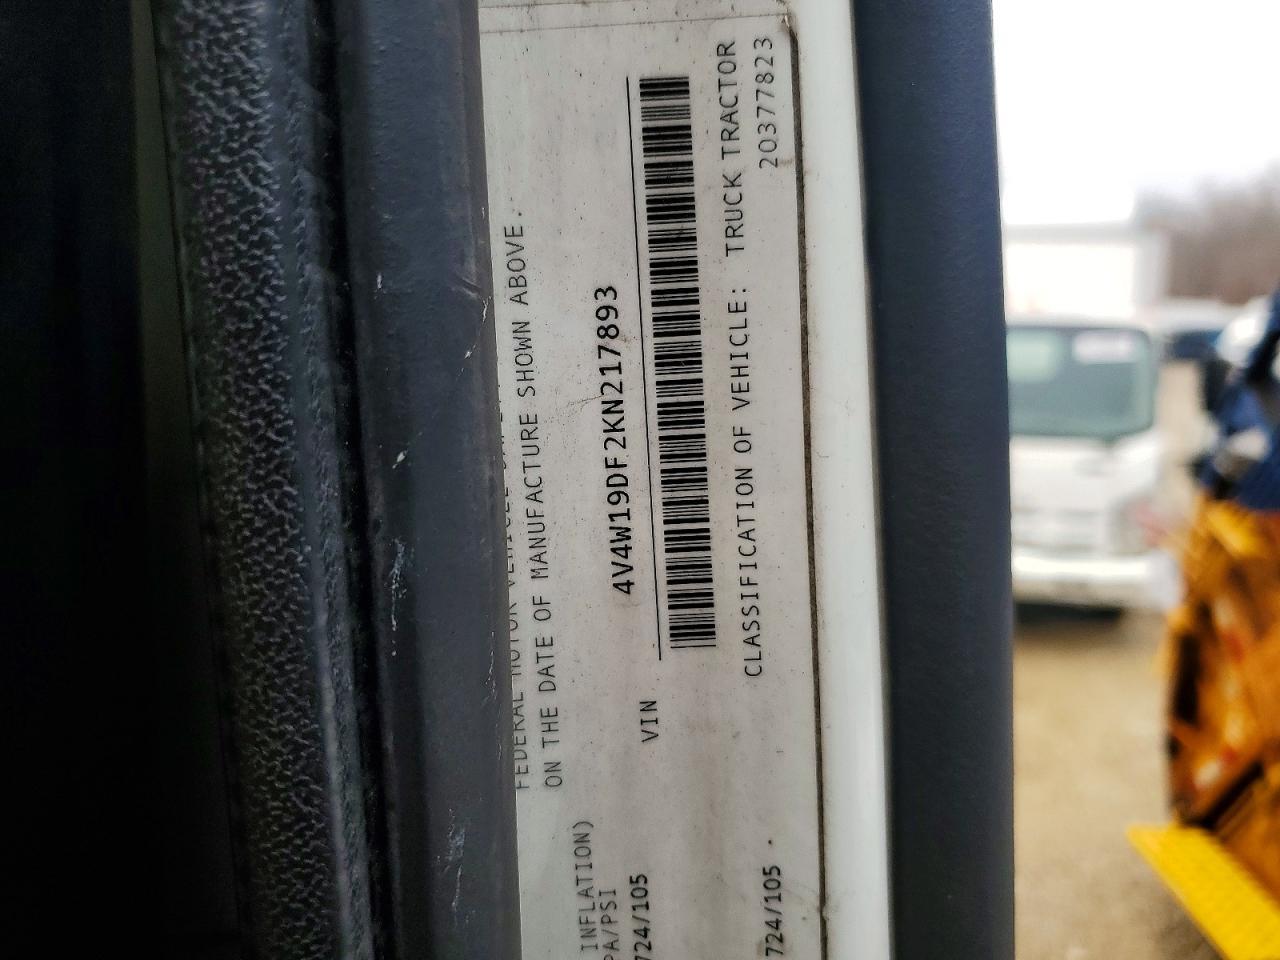 FEDERAL MOTOR VEHICLE
ON THE DATE OF MANUFACTURE SHOWN ABOVE.
INFLATION)
PA/PSI
724/105
4V4W19DF2KN217893
VIN
CLASSIFICATION OF VEHICLE: TRUCK TRACTOR
20377823
724/105